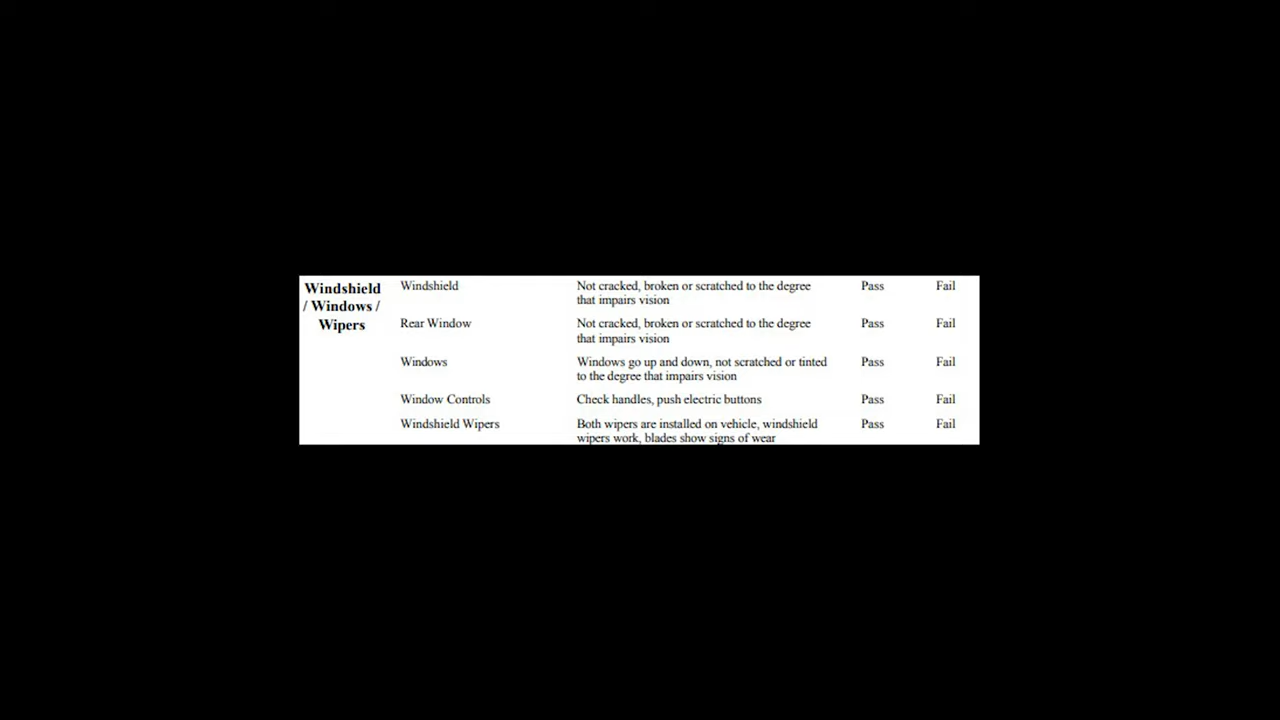 Windshield
/ Windows /
Wipers
Windshield Not cracked, broken or scratched to the degree that impairs vision Pass Fail
Rear Window Not cracked, broken or scratched to the degree that impairs vision Pass Fail
Windows Windows go up and down, not scratched or tinted to the degree that impairs vision Pass Fail
Window Controls Check handles, push electric buttons Pass Fail
Windshield Wipers Both wipers are installed on vehicle, windshield wipers work, blades show signs of wear Pass Fail